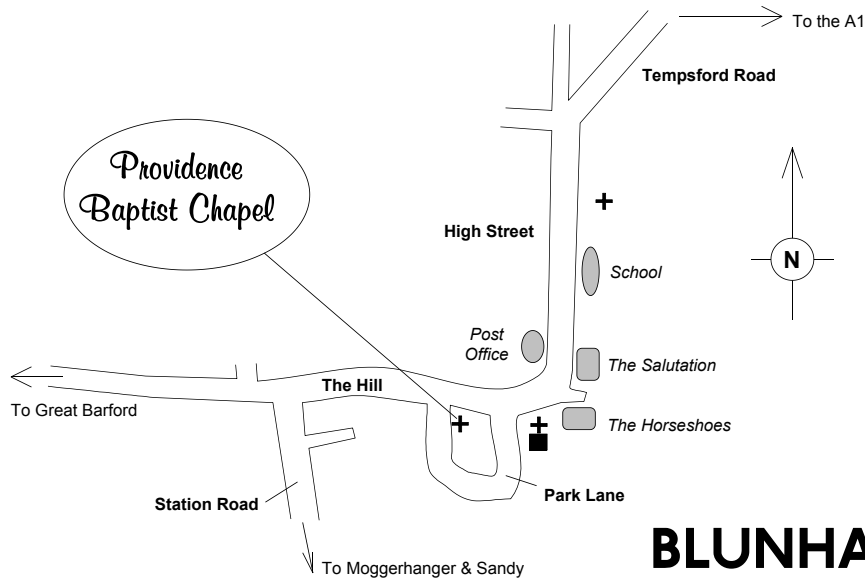 To the A1
Tempsford Road
Providence
Baptist Chapel
High Street
N
School
Post
Office
The Salutation
The Hill
To Great Barford
The Horseshoes
Station Road
Park Lane
BLUNHA
To Moggerhanger & Sandy